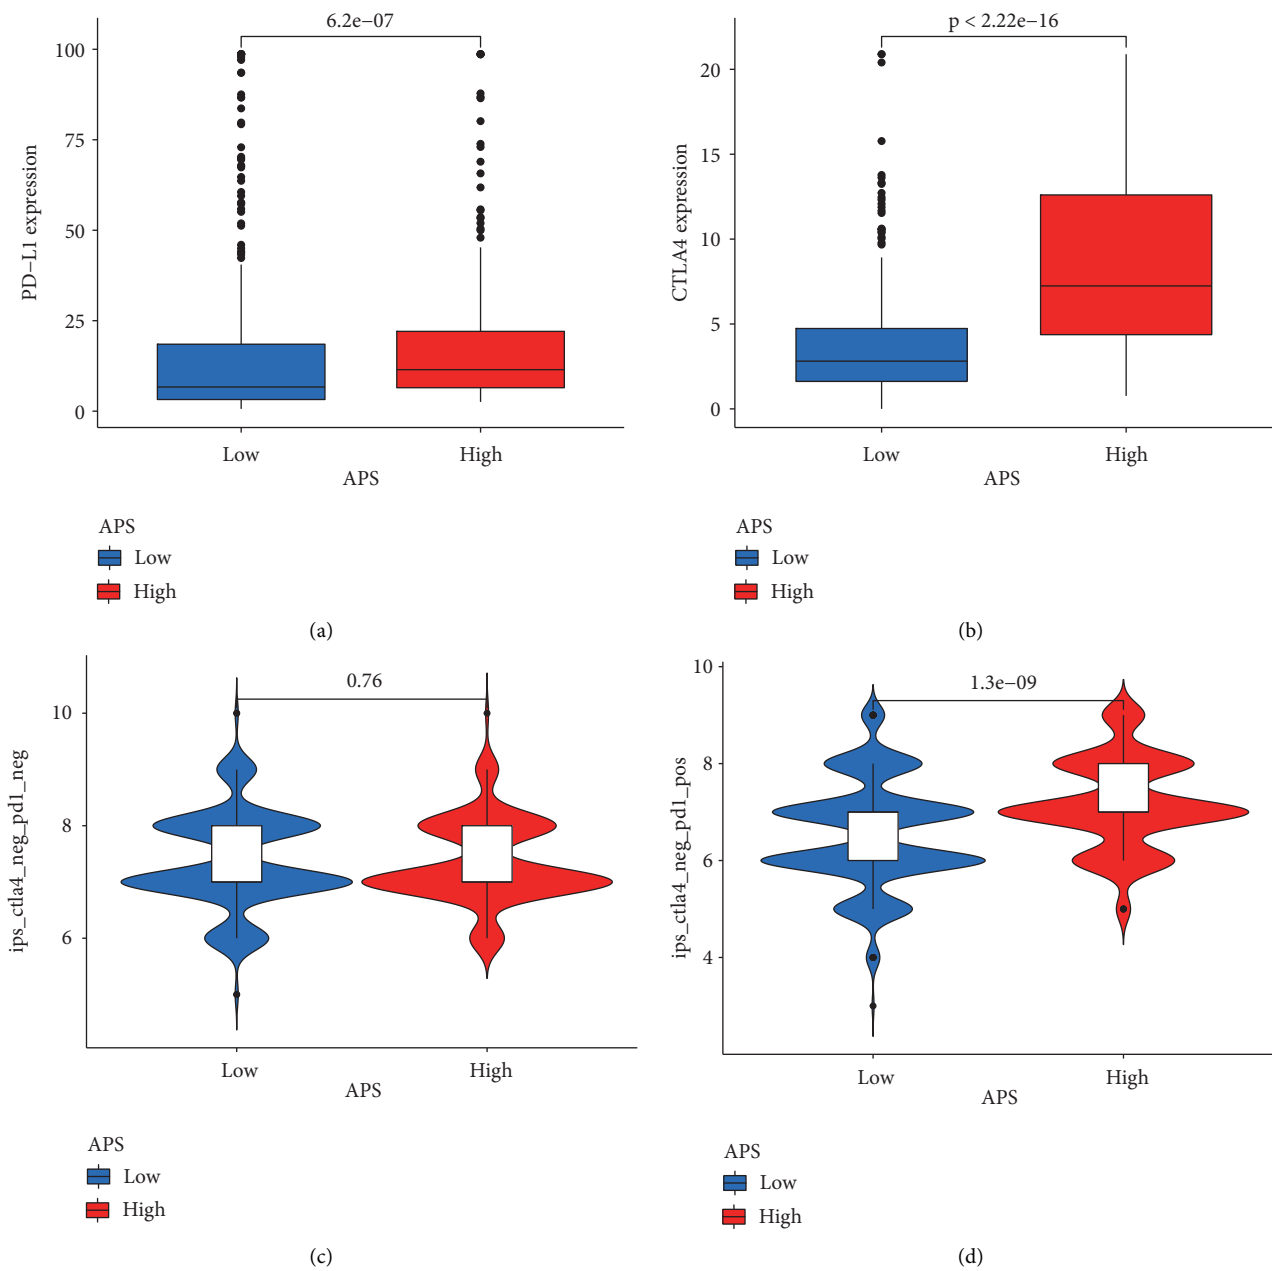 6.2e−07
100
75
50
25
0
PD−L1 expression
Low
High
APS
APS
Low
High
(a)
p < 2.22e−16
20
15
10
5
0
CTLA4 expression
Low
High
APS
APS
Low
High
(b)
0.76
10
8
6
ips_ctla4_neg_pd1_neg
Low
High
APS
APS
Low
High
(c)
10
1.3e−09
8
6
4
ips_ctla4_neg_pd1_pos
Low
High
APS
APS
Low
High
(d)